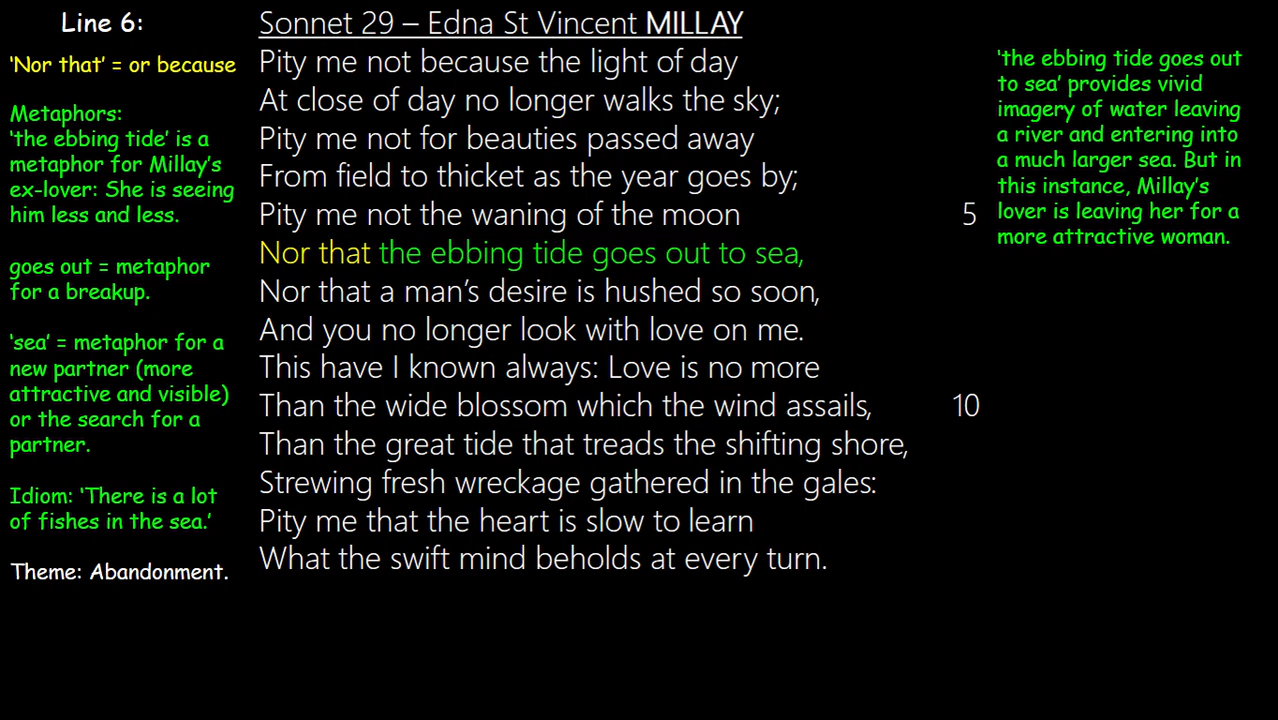 Line 6:
'Nor that' = or because
Metaphors:
'the ebbing tide' is a
metaphor for Millay's
ex-lover: She is seeing
him less and less.
goes out = metaphor
for a breakup.
'sea' = metaphor for a
new partner (more
attractive and visible)
or the search for a
partner.
Idiom: 'There is a lot
of fishes in the sea.'
Theme: Abandonment.
Sonnet 29 – Edna St Vincent MILLAY
Pity me not because the light of day
At close of day no longer walks the sky;
Pity me not for beauties passed away
From field to thicket as the year goes by;
Pity me not the waning of the moon 5
Nor that the ebbing tide goes out to sea,
Nor that a man's desire is hushed so soon,
And you no longer look with love on me.
This have I known always: Love is no more
Than the wide blossom which the wind assails, 10
Than the great tide that treads the shifting shore,
Strewing fresh wreckage gathered in the gales:
Pity me that the heart is slow to learn
What the swift mind beholds at every turn.
'the ebbing tide goes out
to sea' provides vivid
imagery of water leaving
a river and entering into
a much larger sea. But in
this instance, Millay's
lover is leaving her for a
more attractive woman.